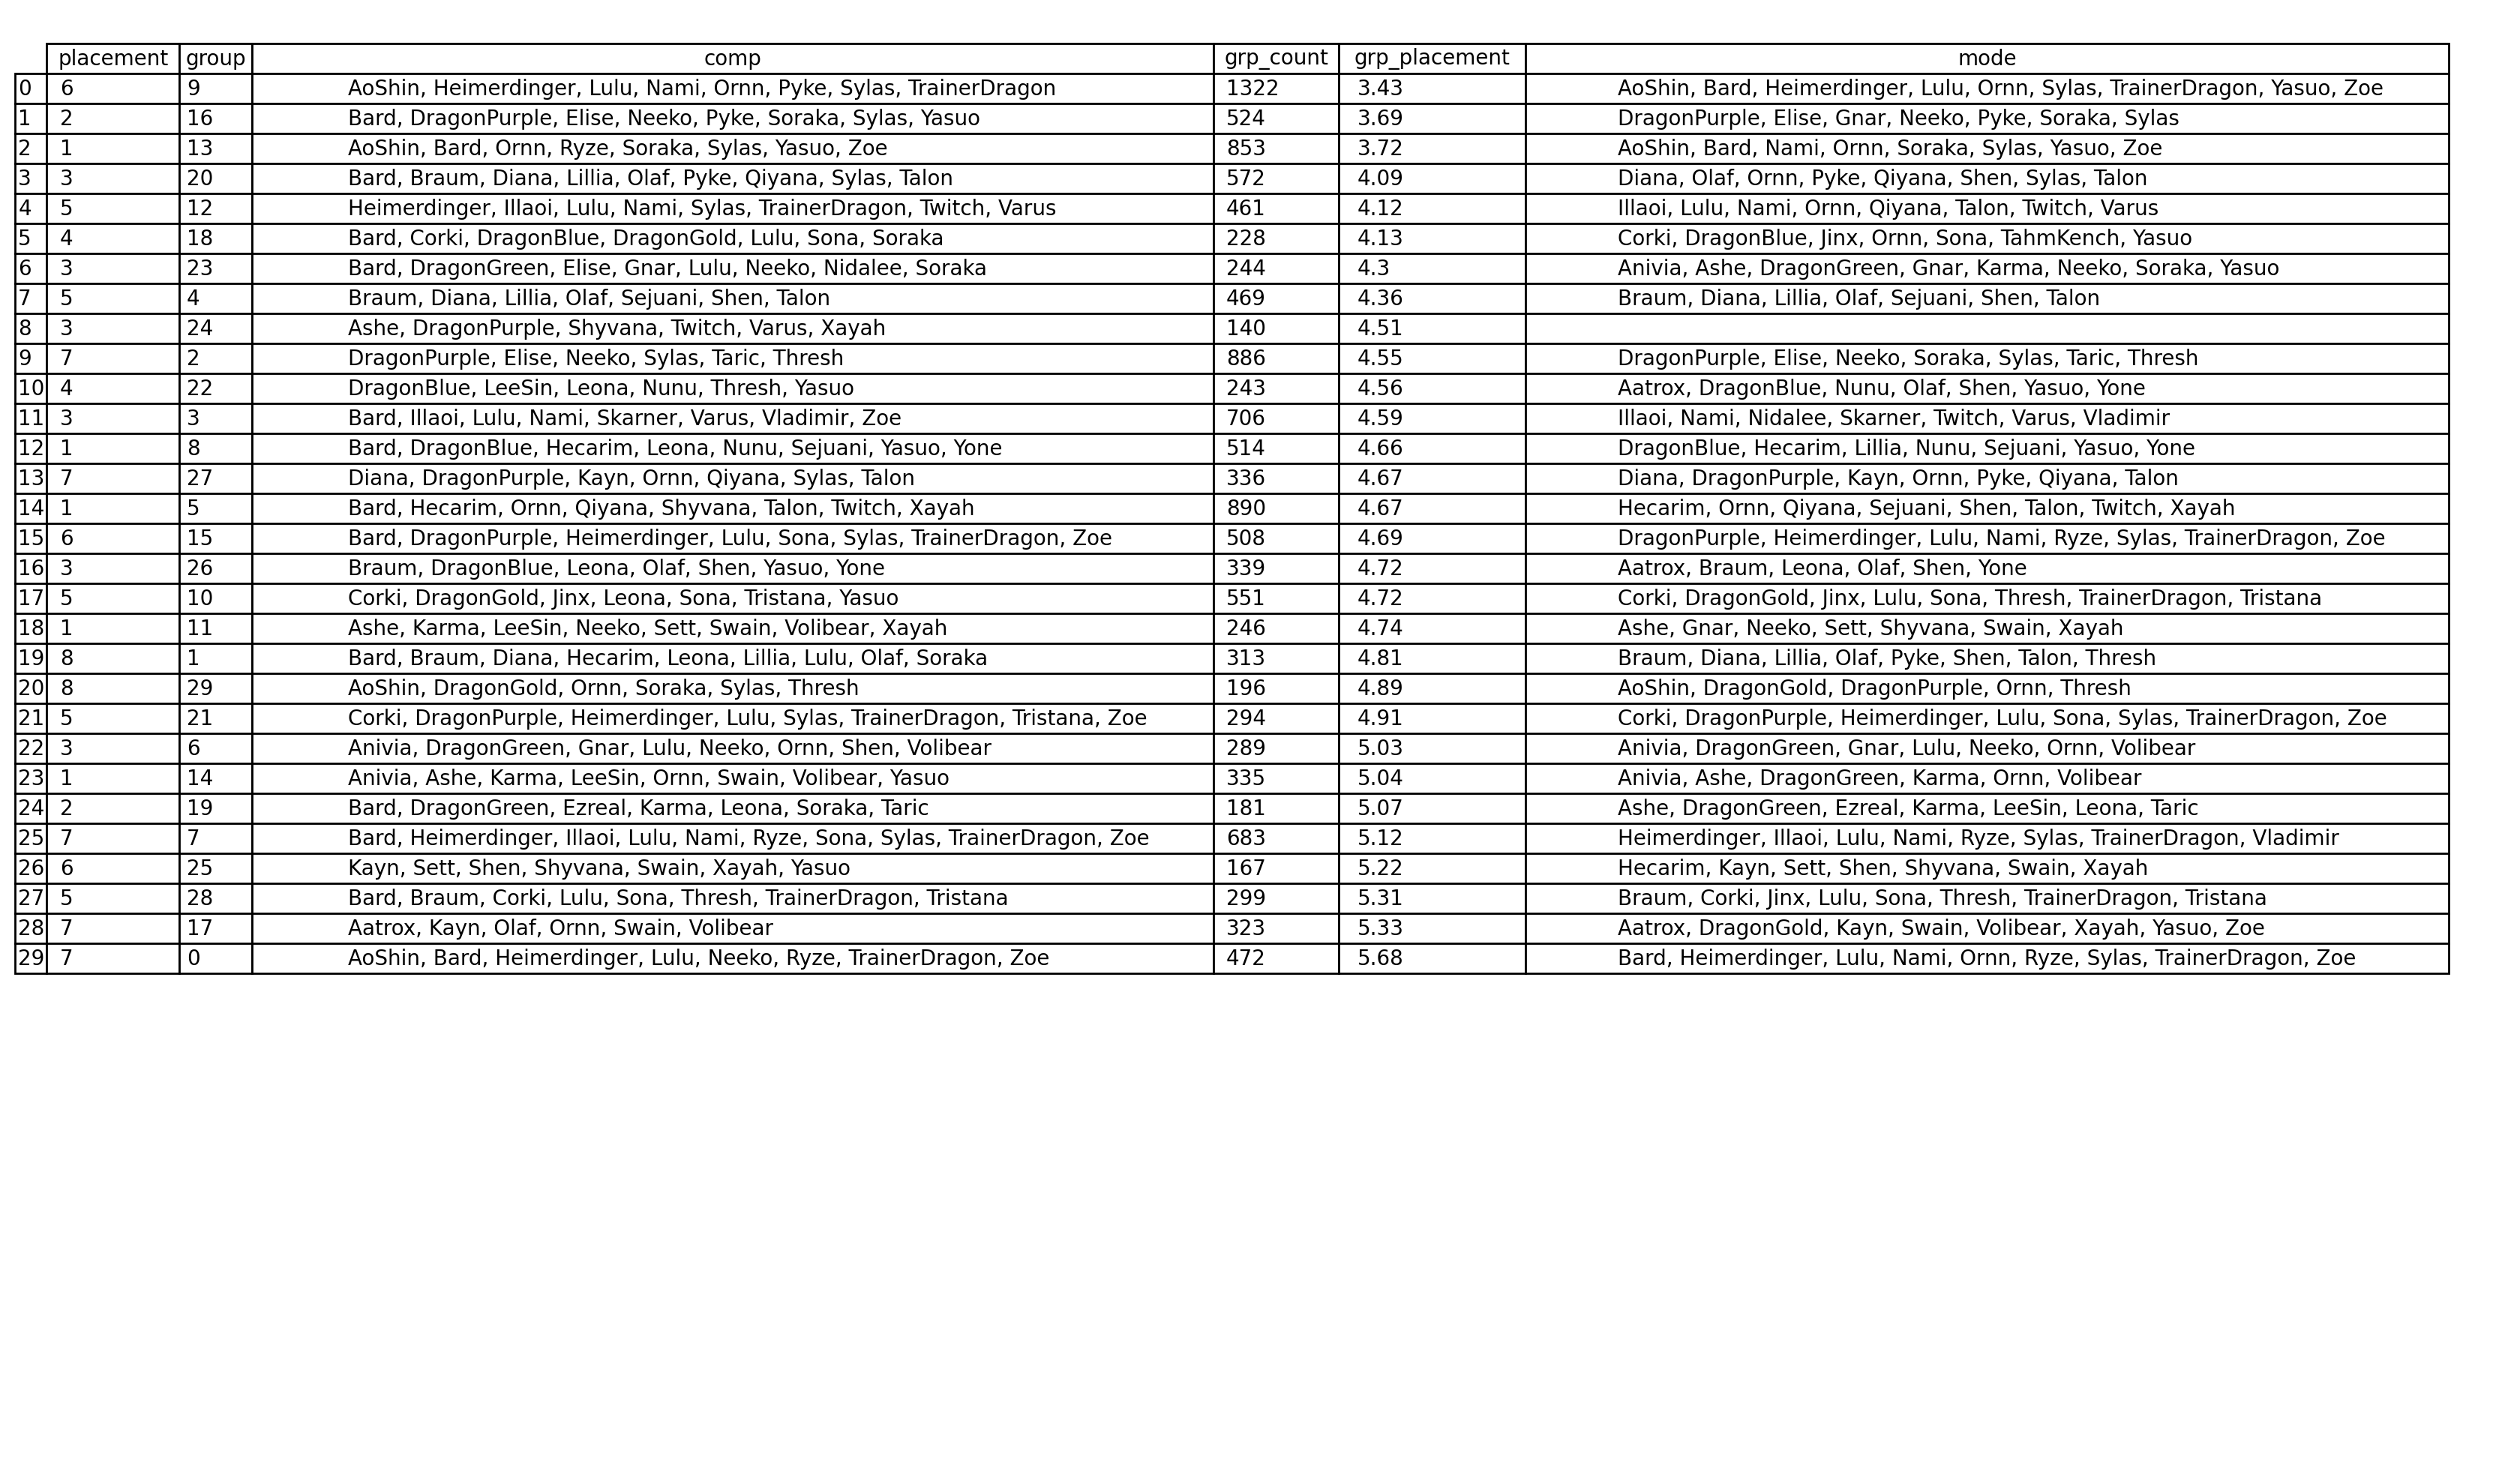 placement group comp grp_count grp_placement mode
0 6 9 AoShin, Heimerdinger, Lulu, Nami, Ornn, Pyke, Sylas, TrainerDragon 1322 3.43 AoShin, Bard, Heimerdinger, Lulu, Ornn, Sylas, TrainerDragon, Yasuo, Zoe
1 2 16 Bard, DragonPurple, Elise, Neeko, Pyke, Soraka, Sylas, Yasuo 524 3.69 DragonPurple, Elise, Gnar, Neeko, Pyke, Soraka, Sylas
2 1 13 AoShin, Bard, Ornn, Ryze, Soraka, Sylas, Yasuo, Zoe 853 3.72 AoShin, Bard, Nami, Ornn, Soraka, Sylas, Yasuo, Zoe
3 3 20 Bard, Braum, Diana, Lillia, Olaf, Pyke, Qiyana, Sylas, Talon 572 4.09 Diana, Olaf, Ornn, Pyke, Qiyana, Shen, Sylas, Talon
4 5 12 Heimerdinger, Illaoi, Lulu, Nami, Sylas, TrainerDragon, Twitch, Varus 461 4.12 Illaoi, Lulu, Nami, Ornn, Qiyana, Talon, Twitch, Varus
5 4 18 Bard, Corki, DragonBlue, DragonGold, Lulu, Sona, Soraka 228 4.13 Corki, DragonBlue, Jinx, Ornn, Sona, TahmKench, Yasuo
6 3 23 Bard, DragonGreen, Elise, Gnar, Lulu, Neeko, Nidalee, Soraka 244 4.3 Anivia, Ashe, DragonGreen, Gnar, Karma, Neeko, Soraka, Yasuo
7 5 4 Braum, Diana, Lillia, Olaf, Sejuani, Shen, Talon 469 4.36 Braum, Diana, Lillia, Olaf, Sejuani, Shen, Talon
8 3 24 Ashe, DragonPurple, Shyvana, Twitch, Varus, Xayah 140 4.51
9 7 2 DragonPurple, Elise, Neeko, Sylas, Taric, Thresh 886 4.55 DragonPurple, Elise, Neeko, Soraka, Sylas, Taric, Thresh
10 4 22 DragonBlue, LeeSin, Leona, Nunu, Thresh, Yasuo 243 4.56 Aatrox, DragonBlue, Nunu, Olaf, Shen, Yasuo, Yone
11 3 3 Bard, Illaoi, Lulu, Nami, Skarner, Varus, Vladimir, Zoe 706 4.59 Illaoi, Nami, Nidalee, Skarner, Twitch, Varus, Vladimir
12 1 8 Bard, DragonBlue, Hecarim, Leona, Nunu, Sejuani, Yasuo, Yone 514 4.66 DragonBlue, Hecarim, Lillia, Nunu, Sejuani, Yasuo, Yone
13 7 27 Diana, DragonPurple, Kayn, Ornn, Qiyana, Sylas, Talon 336 4.67 Diana, DragonPurple, Kayn, Ornn, Pyke, Qiyana, Talon
14 1 5 Bard, Hecarim, Ornn, Qiyana, Shyvana, Talon, Twitch, Xayah 890 4.67 Hecarim, Ornn, Qiyana, Sejuani, Shen, Talon, Twitch, Xayah
15 6 15 Bard, DragonPurple, Heimerdinger, Lulu, Sona, Sylas, TrainerDragon, Zoe 508 4.69 DragonPurple, Heimerdinger, Lulu, Nami, Ryze, Sylas, TrainerDragon, Zoe
16 3 26 Braum, DragonBlue, Leona, Olaf, Shen, Yasuo, Yone 339 4.72 Aatrox, Braum, Leona, Olaf, Shen, Yone
17 5 10 Corki, DragonGold, Jinx, Leona, Sona, Tristana, Yasuo 551 4.72 Corki, DragonGold, Jinx, Lulu, Sona, Thresh, TrainerDragon, Tristana
18 1 11 Ashe, Karma, LeeSin, Neeko, Sett, Swain, Volibear, Xayah 246 4.74 Ashe, Gnar, Neeko, Sett, Shyvana, Swain, Xayah
19 8 1 Bard, Braum, Diana, Hecarim, Leona, Lillia, Lulu, Olaf, Soraka 313 4.81 Braum, Diana, Lillia, Olaf, Pyke, Shen, Talon, Thresh
20 8 29 AoShin, DragonGold, Ornn, Soraka, Sylas, Thresh 196 4.89 AoShin, DragonGold, DragonPurple, Ornn, Thresh
21 5 21 Corki, DragonPurple, Heimerdinger, Lulu, Sylas, TrainerDragon, Tristana, Zoe 294 4.91 Corki, DragonPurple, Heimerdinger, Lulu, Sona, Sylas, TrainerDragon, Zoe
22 3 6 Anivia, DragonGreen, Gnar, Lulu, Neeko, Ornn, Shen, Volibear 289 5.03 Anivia, DragonGreen, Gnar, Lulu, Neeko, Ornn, Volibear
23 1 14 Anivia, Ashe, Karma, LeeSin, Ornn, Swain, Volibear, Yasuo 335 5.04 Anivia, Ashe, DragonGreen, Karma, Ornn, Volibear
24 2 19 Bard, DragonGreen, Ezreal, Karma, Leona, Soraka, Taric 181 5.07 Ashe, DragonGreen, Ezreal, Karma, LeeSin, Leona, Taric
25 7 7 Bard, Heimerdinger, Illaoi, Lulu, Nami, Ryze, Sona, Sylas, TrainerDragon, Zoe 683 5.12 Heimerdinger, Illaoi, Lulu, Nami, Ryze, Sylas, TrainerDragon, Vladimir
26 6 25 Kayn, Sett, Shen, Shyvana, Swain, Xayah, Yasuo 167 5.22 Hecarim, Kayn, Sett, Shen, Shyvana, Swain, Xayah
27 5 28 Bard, Braum, Corki, Lulu, Sona, Thresh, TrainerDragon, Tristana 299 5.31 Braum, Corki, Jinx, Lulu, Sona, Thresh, TrainerDragon, Tristana
28 7 17 Aatrox, Kayn, Olaf, Ornn, Swain, Volibear 323 5.33 Aatrox, DragonGold, Kayn, Swain, Volibear, Xayah, Yasuo, Zoe
29 7 0 AoShin, Bard, Heimerdinger, Lulu, Neeko, Ryze, TrainerDragon, Zoe 472 5.68 Bard, Heimerdinger, Lulu, Nami, Ornn, Ryze, Sylas, TrainerDragon, Zoe